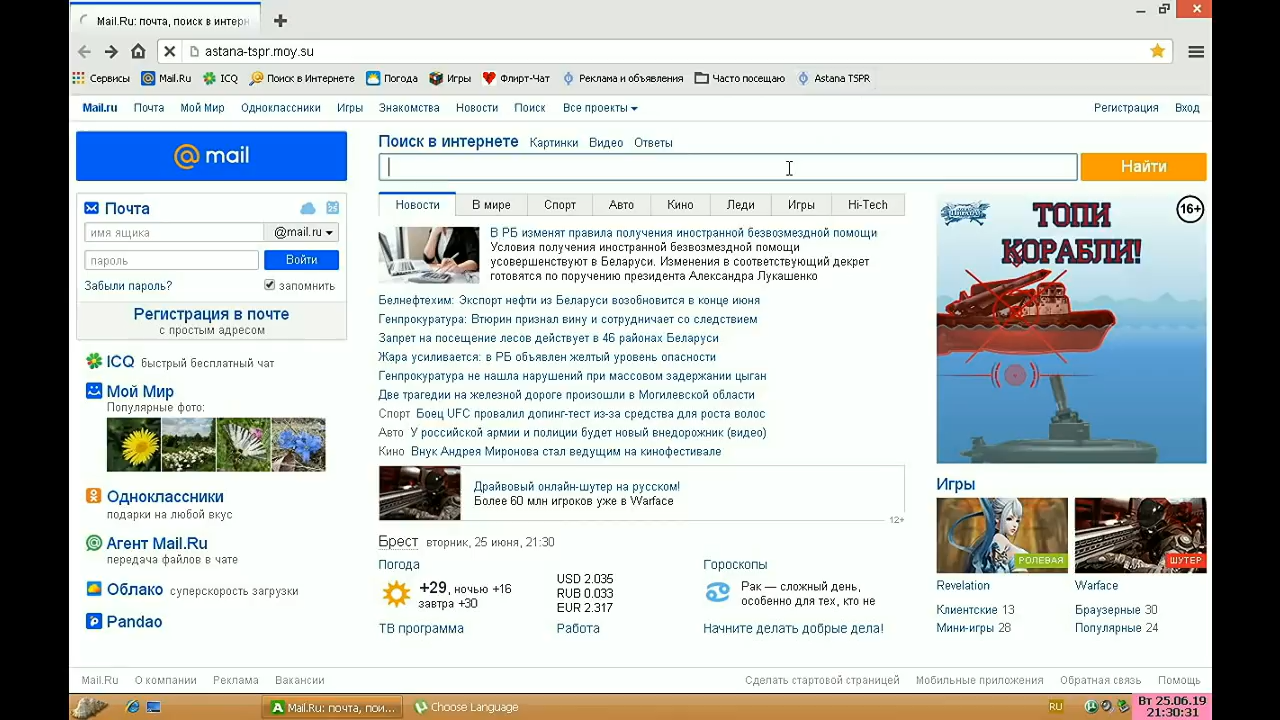 Mail.Ru: почта, поиск в интерн
astana-tspr.moy.su
Сервисы Mail.Ru ICQ Поиск в Интернете Погода Игры Флирт-Чат Реклама и объявления Часто посещаю Astana TSPR
Mail.ru Почта Мой Мир Одноклассники Игры Знакомства Новости Поиск Все проекты Регистрация Вход
@mail
Поиск в интернете Картинки Видео Ответы
Найти
Почта
имя ящика @mail.ru
пароль Войти
Забыли пароль? запомнить
Регистрация в почте
с простым адресом
ICQ быстрый бесплатный чат
Мой Мир
Популярные фото:
Одноклассники
подарки на любой вкус
Агент Mail.Ru
передача файлов в чате
Облако суперскорость загрузки
Pandao
Новости В мире Спорт Авто Кино Леди Игры Hi-Tech
В РБ изменят правила получения иностранной безвозмездной помощи
Условия получения иностранной безвозмездной помощи
усовершенствуют в Беларуси. Изменения в соответствующий декрет
готовятся по поручению президента Александра Лукашенко
Белнефтехим: Экспорт нефти из Беларуси возобновится в конце июня
Генпрокуратура: Втюрин признал вину и сотрудничает со следствием
Запрет на посещение лесов действует в 46 районах Беларуси
Жара усиливается: в РБ объявлен желтый уровень опасности
Генпрокуратура не нашла нарушений при массовом задержании цыган
Две трагедии на железной дороге произошли в Могилевской области
Спорт Боец UFC провалил допинг-тест из-за средства для роста волос
Авто У российской армии и полиции будет новый внедорожник (видео)
Кино Внук Андрея Миронова стал ведущим на кинофестивале
Драйвовый онлайн-шутер на русском!
Более 60 млн игроков уже в Warface
12+
Брест вторник, 25 июня, 21:30
Погода
+29, ночью +16
завтра +30
USD 2.035
RUB 0.033
EUR 2.317
Гороскопы
Рак — сложный день,
особенно для тех, кто не
ТВ программа Работа Начните делать добрые дела!
ТОПИ
КОРАБЛИ!
16+
Игры
РОЛЕВАЯ
ШУТЕР
Revelation Warface
Клиентские 13 Браузерные 30
Мини-игры 28 Популярные 24
Mail.Ru О компании Реклама Вакансии Сделать стартовой страницей Мобильные приложения Обратная связь Помощь
Mail.Ru: почта, пои...
Choose Language
RU
Вт 25.06.19
21:30:31